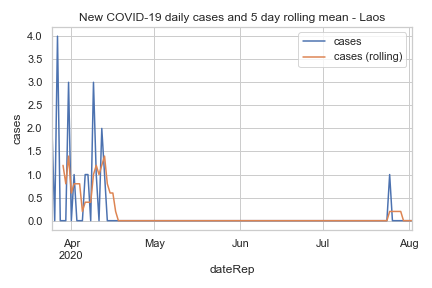 New COVID-19 daily cases and 5 day rolling mean - Laos
cases
cases (rolling)
cases
4.0
3.5
3.0
2.5
2.0
1.5
1.0
0.5
0.0
Apr
2020
May
Jun
Jul
Aug
dateRep